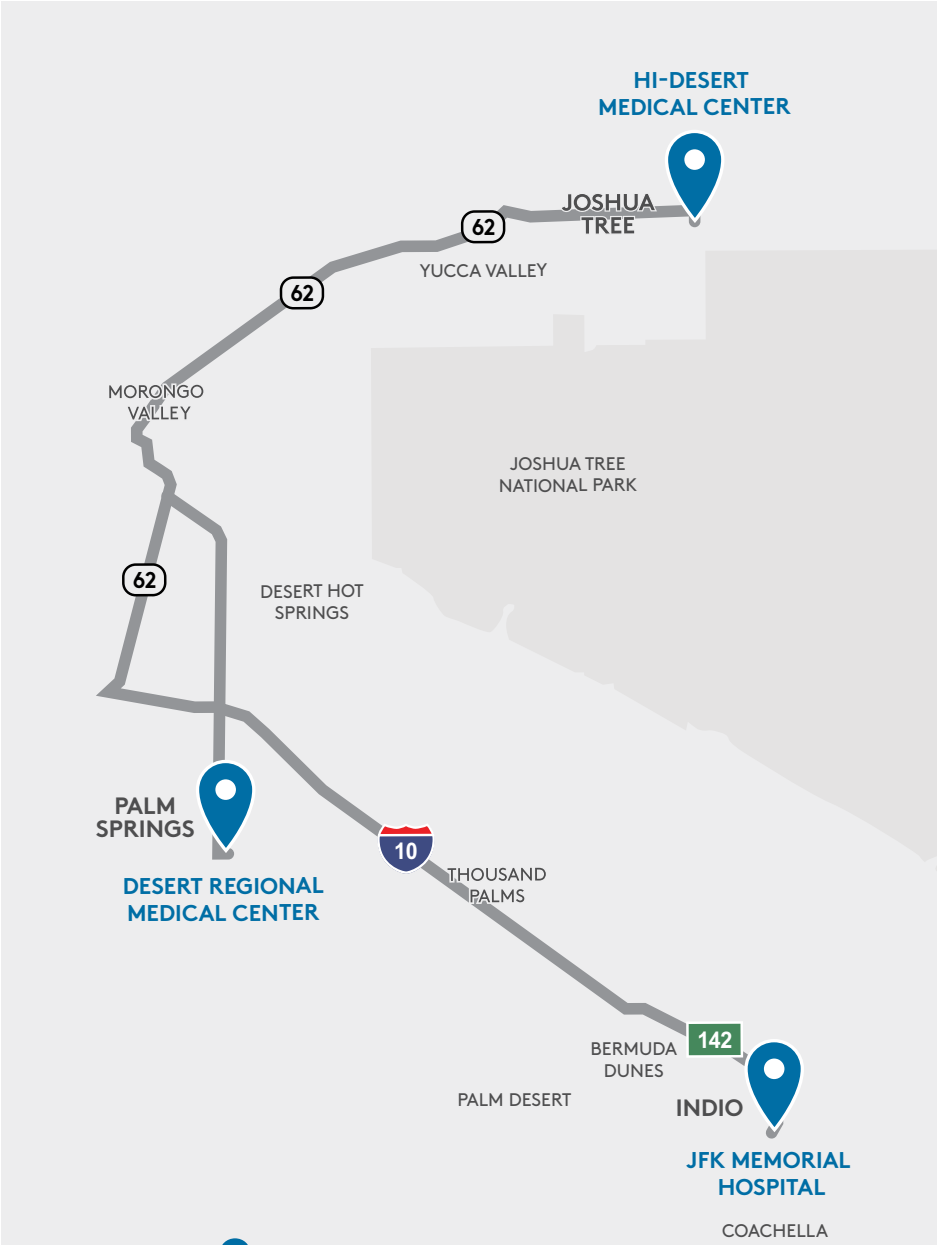 HI-DESERT
MEDICAL CENTER
JOSHUA
TREE
62
YUCCA VALLEY
62
MORONGO
VALLEY
JOSHUA TREE
NATIONAL PARK
62
DESERT HOT
SPRINGS
PALM
SPRINGS
10
THOUSAND
PALMS
DESERT REGIONAL
MEDICAL CENTER
142
BERMUDA
DUNES
PALM DESERT
INDIO
JFK MEMORIAL
HOSPITAL
COACHELLA